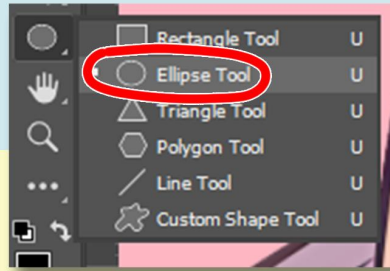 Rectangle Tool U
Ellipse Tool U
Triangle Tool U
Polygon Tool U
Line Tool U
Custom Shape Tool U